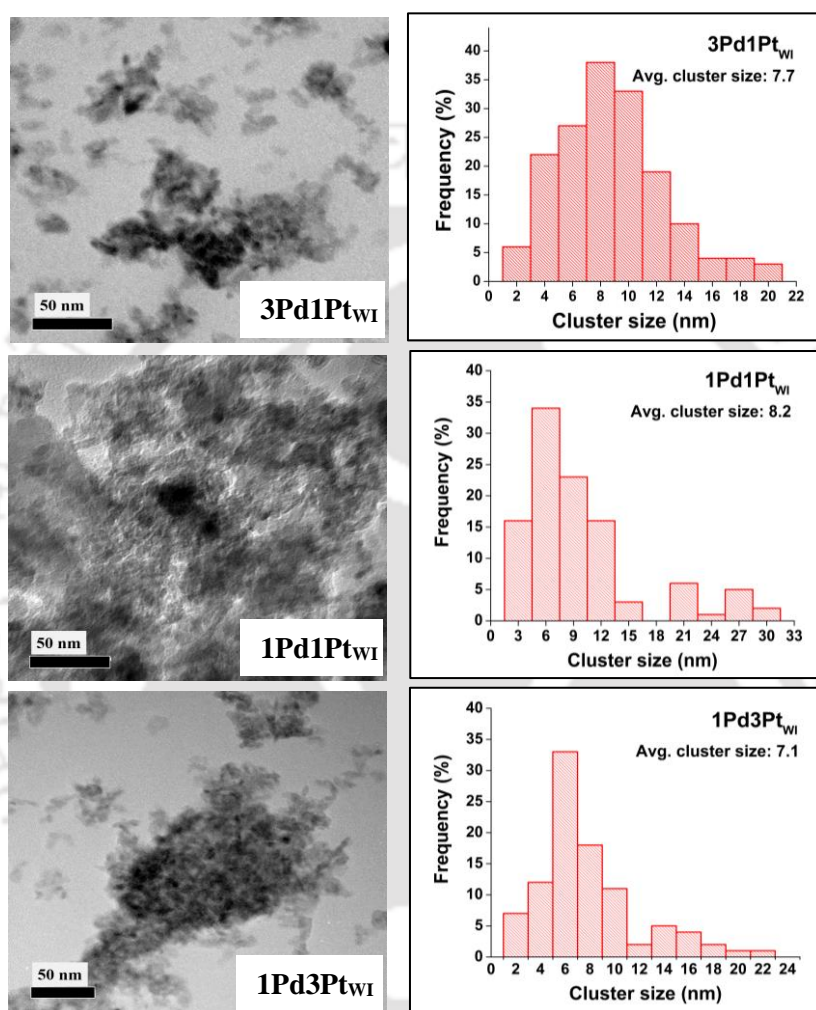 50 nm
3Pd1PtWI
3Pd1PtWI
Avg. cluster size: 7.7
Frequency (%)
40
35
30
25
20
15
10
5
0
0 2 4 6 8 10 12 14 16 18 20 22
Cluster size (nm)
50 nm
1Pd1PtWI
1Pd1PtWI
Avg. cluster size: 8.2
Frequency (%)
40
35
30
25
20
15
10
5
0
0 3 6 9 12 15 18 21 24 27 30 33
Cluster size (nm)
50 nm
1Pd3PtWI
1Pd3PtWI
Avg. cluster size: 7.1
Frequency (%)
40
35
30
25
20
15
10
5
0
0 2 4 6 8 10 12 14 16 18 20 22 24
Cluster size (nm)